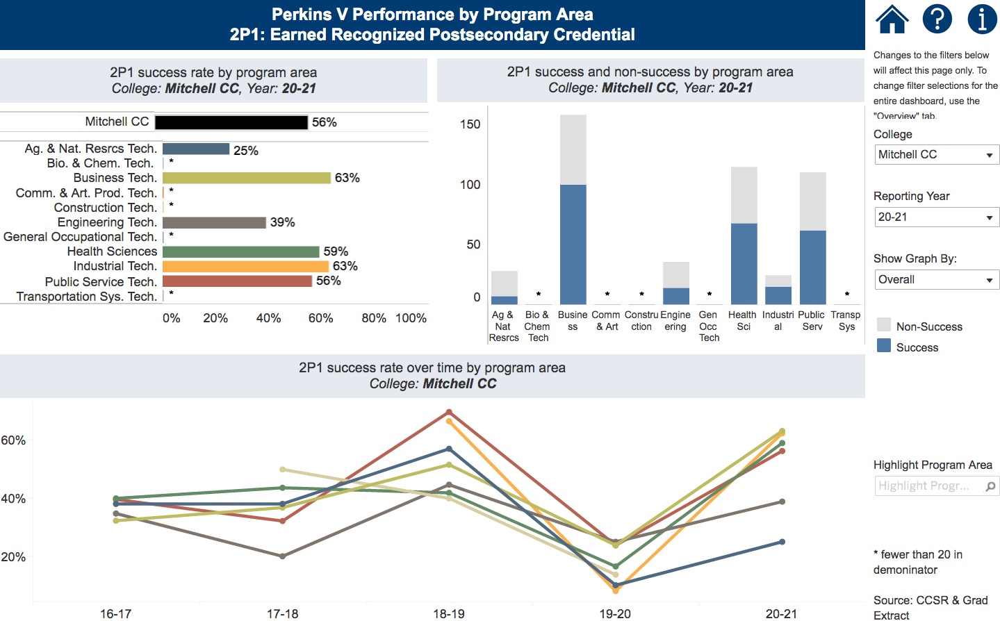 Perkins V Performance by Program Area
2P1: Earned Recognized Postsecondary Credential
Changes to the filters below
will affect this page only. To
change filter selections for the
entire dashboard, use the
"Overview" tab.
College
Mitchell CC
Reporting Year
20-21
Show Graph By:
Overall
Non-Success
Success
Highlight Program Area
Highlight Progr...
* fewer than 20 in
demoninator
Source: CCSR & Grad
Extract
2P1 success rate by program area
College: Mitchell CC, Year: 20-21
Mitchell CC 56%
Ag. & Nat. Resrcs Tech. 25%
Bio. & Chem. Tech. *
Business Tech. 63%
Comm. & Art. Prod. Tech. *
Construction Tech. *
Engineering Tech. 39%
General Occupational Tech. *
Health Sciences 59%
Industrial Tech. 63%
Public Service Tech. 56%
Transportation Sys. Tech. *
0% 20% 40% 60% 80% 100%
2P1 success and non-success by program area
College: Mitchell CC, Year: 20-21
150
100
50
0
* * * * *
Ag & Bio & Busine Comm Constru Engine Gen Health Industri Public Transp
Nat Chem ss & Art ction ering Occ Sci al Serv Sys
Resrcs Tech Tech
2P1 success rate over time by program area
College: Mitchell CC
60%
40%
20%
16-17 17-18 18-19 19-20 20-21